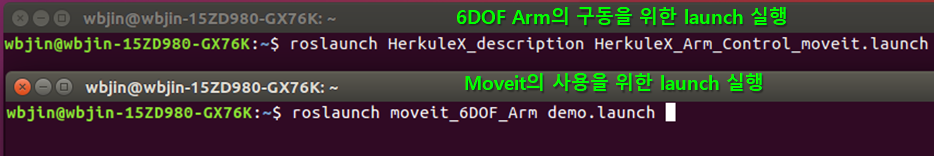 wbjin@wbjin-15ZD980-GX76K: ~
6DOF Arm의 구동을 위한 launch 실행
wbjin@wbjin-15ZD980-GX76K:~$ roslaunch HerkuleX_description HerkuleX_Arm_Control_moveit.launch
wbjin@wbjin-15ZD980-GX76K: ~
Moveit의 사용을 위한 launch 실행
wbjin@wbjin-15ZD980-GX76K:~$ roslaunch moveit_6DOF_Arm demo.launch